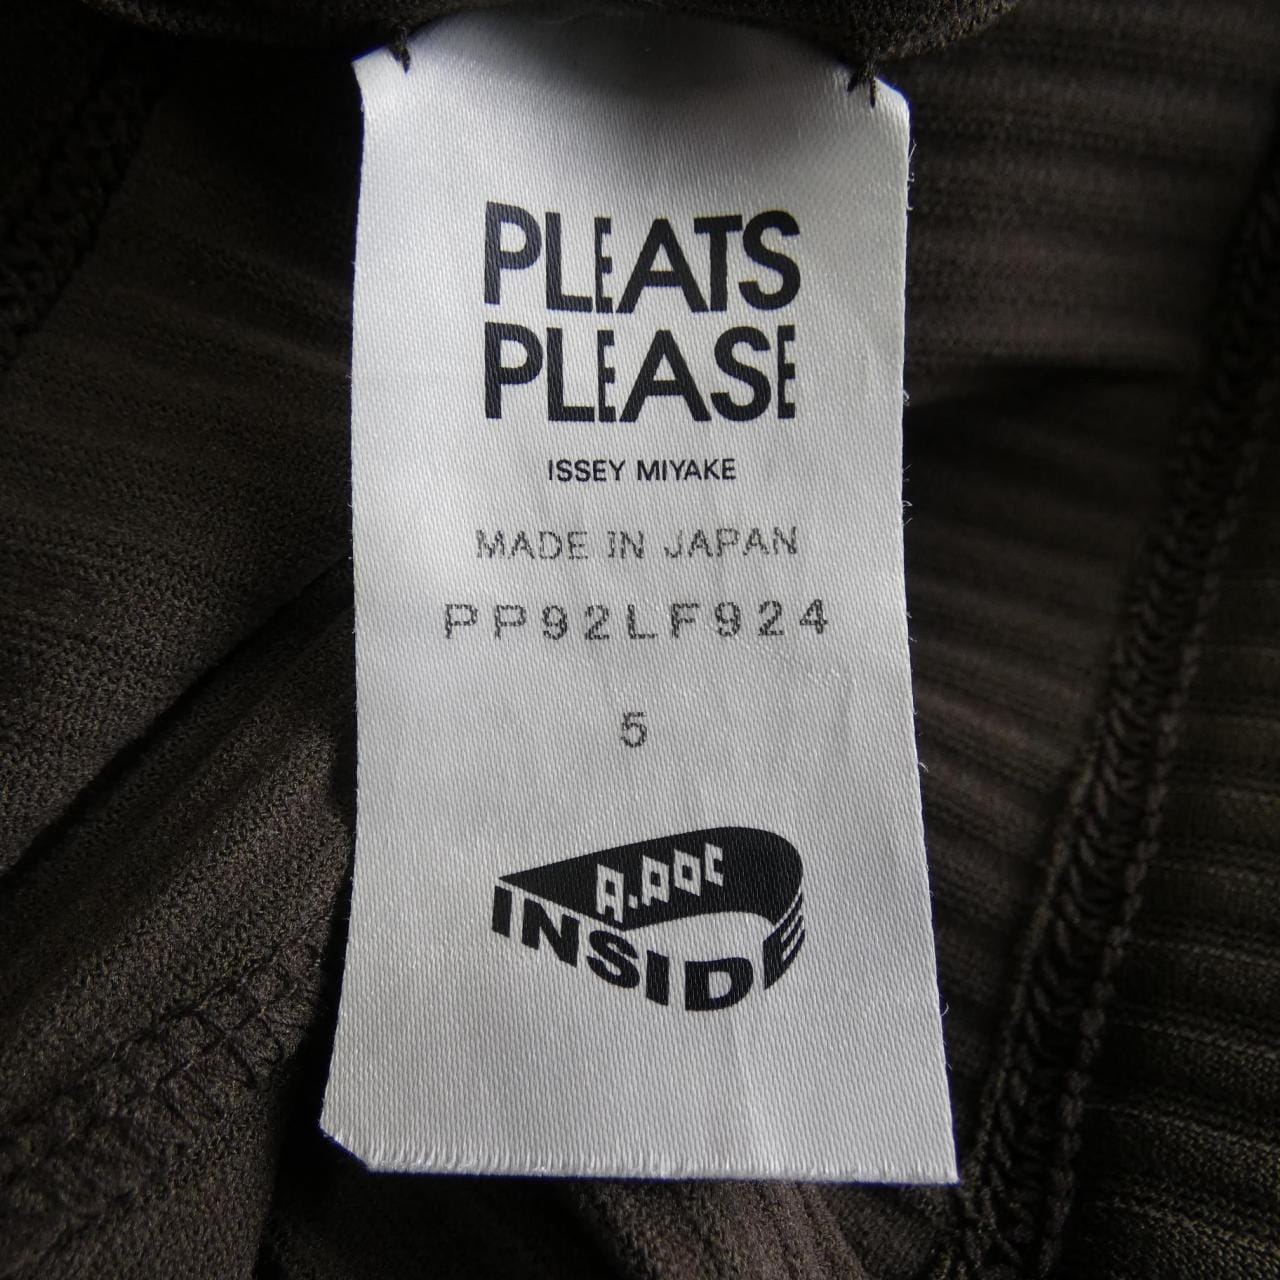 PLEATS
PLEASE
ISSEY MIYAKE
MADE IN JAPAN
PP92LF924
5
A.POC
INSIDE